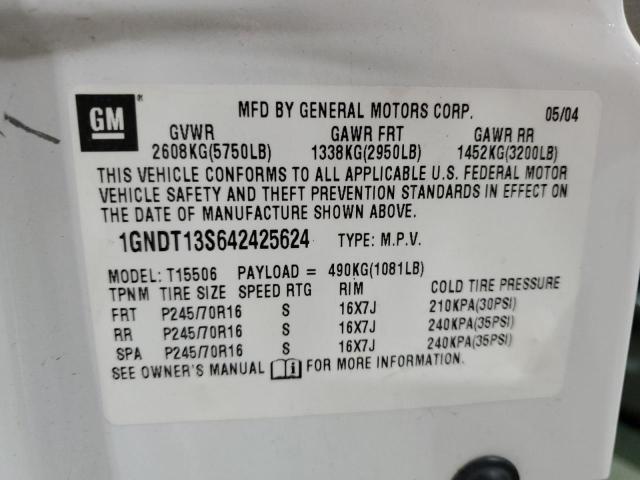 GM ®
MFD BY GENERAL MOTORS CORP. 05/04
GVWR GAWR FRT GAWR RR
2608KG(5750LB) 1338KG(2950LB) 1452KG(3200LB)
THIS VEHICLE CONFORMS TO ALL APPLICABLE U.S. FEDERAL MOTOR
VEHICLE SAFETY AND THEFT PREVENTION STANDARDS IN EFFECT ON
THE DATE OF MANUFACTURE SHOWN ABOVE.
1GNDT13S642425624 TYPE: M.P.V.
MODEL: T15506 PAYLOAD = 490KG(1081LB)
TPNM TIRE SIZE SPEED RTG RIM COLD TIRE PRESSURE
FRT P245/70R16 S 16X7J 210KPA(30PSI)
RR P245/70R16 S 16X7J 240KPA(35PSI)
SPA P245/70R16 S 16X7J 240KPA(35PSI)
SEE OWNER'S MANUAL FOR MORE INFORMATION.